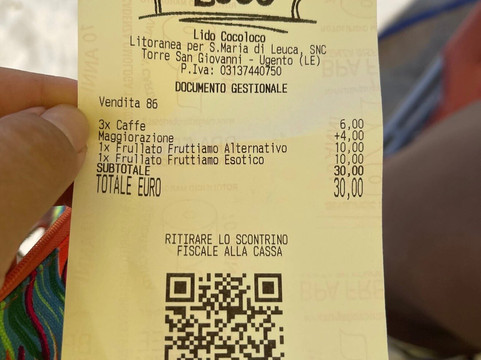 Loco
Lido Cocoloco
Litoranea per S.Maria di Leuca, SNC
Torre San Giovanni - Ugento (LE)
P.Iva: 03137440750
DOCUMENTO GESTIONALE
Vendita 86
3x Caffe 6,00
Maggiorazione +4,00
1x Frullato Fruttiamo Alternativo 10,00
1x Frullato Fruttiamo Esotico 10,00
SUBTOTALE 30,00
TOTALE EURO 30,00
RITIRARE LO SCONTRINO
FISCALE ALLA CASSA